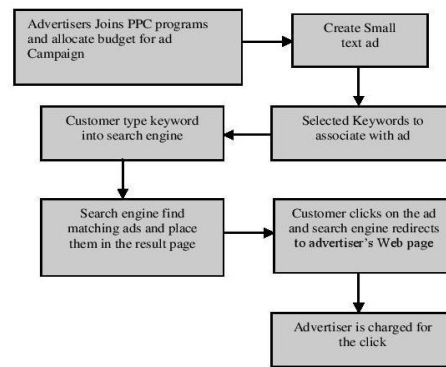 Advertisers Joins PPC programs
and allocate budget for ad
Campaign
Create Small
text ad
Selected Keywords to
associate with ad
Customer type keyword
into search engine
Search engine find
matching ads and place
them in the result page
Customer clicks on the ad
and search engine redirects
to advertiser's Web page
Advertiser is charged for
the click